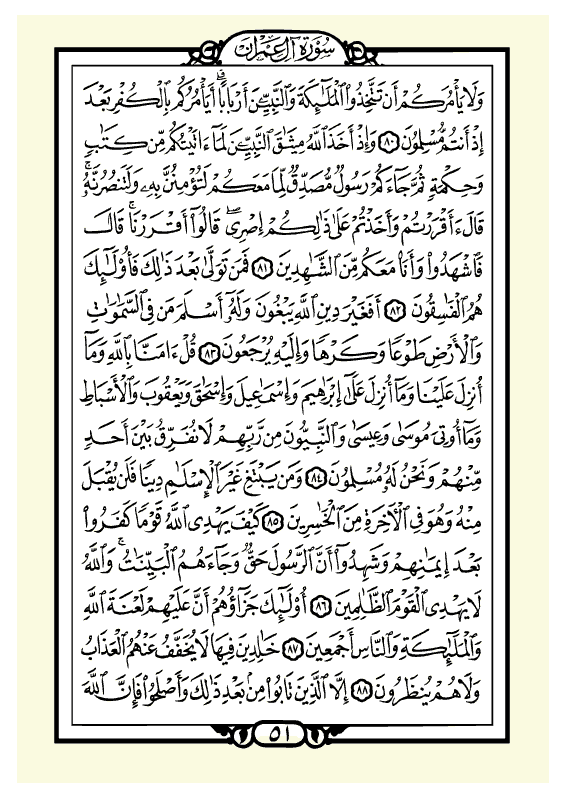 سُورَةُ آلِ عِمْرَانَ
وَلَا يَأْمُرَكُمْ أَن تَتَّخِذُوا۟ ٱلْمَلَـٰٓئِكَةَ وَٱلنَّبِيِّـۧنَ أَرْبَابًا ۗ أَيَأْمُرُكُم بِٱلْكُفْرِ بَعْدَ
إِذْ أَنتُم مُّسْلِمُونَ ٨٠ وَإِذْ أَخَذَ ٱللَّهُ مِيثَـٰقَ ٱلنَّبِيِّـۧنَ لَمَآ ءَاتَيْتُكُم مِّن كِتَـٰبٍ
وَحِكْمَةٍ ثُمَّ جَآءَكُمْ رَسُولٌ مُّصَدِّقٌ لِّمَا مَعَكُمْ لَتُؤْمِنُنَّ بِهِۦ وَلَتَنصُرُنَّهُۥ ۚ
قَالَ ءَأَقْرَرْتُمْ وَأَخَذْتُمْ عَلَىٰ ذَٰلِكُمْ إِصْرِى ۖ قَالُوٓا۟ أَقْرَرْنَا ۚ قَالَ
فَٱشْهَدُوا۟ وَأَنَا۠ مَعَكُم مِّنَ ٱلشَّـٰهِدِينَ ٨١ فَمَن تَوَلَّىٰ بَعْدَ ذَٰلِكَ فَأُو۟لَـٰٓئِكَ
هُمُ ٱلْفَـٰسِقُونَ ٨٢ أَفَغَيْرَ دِينِ ٱللَّهِ يَبْغُونَ وَلَهُۥٓ أَسْلَمَ مَن فِى ٱلسَّمَـٰوَٰتِ
وَٱلْأَرْضِ طَوْعًا وَكَرْهًا وَإِلَيْهِ يُرْجَعُونَ ٨٣ قُلْ ءَامَنَّا بِٱللَّهِ وَمَآ
أُنزِلَ عَلَيْنَا وَمَآ أُنزِلَ عَلَىٰٓ إِبْرَٰهِيمَ وَإِسْمَـٰعِيلَ وَإِسْحَـٰقَ وَيَعْقُوبَ وَٱلْأَسْبَاطِ
وَمَآ أُوتِىَ مُوسَىٰ وَعِيسَىٰ وَٱلنَّبِيُّونَ مِن رَّبِّهِمْ لَا نُفَرِّقُ بَيْنَ أَحَدٍ
مِّنْهُمْ وَنَحْنُ لَهُۥ مُسْلِمُونَ ٨٤ وَمَن يَبْتَغِ غَيْرَ ٱلْإِسْلَـٰمِ دِينًا فَلَن يُقْبَلَ
مِنْهُ وَهُوَ فِى ٱلْـَٔاخِرَةِ مِنَ ٱلْخَـٰسِرِينَ ٨٥ كَيْفَ يَهْدِى ٱللَّهُ قَوْمًا كَفَرُوا۟
بَعْدَ إِيمَـٰنِهِمْ وَشَهِدُوٓا۟ أَنَّ ٱلرَّسُولَ حَقٌّ وَجَآءَهُمُ ٱلْبَيِّنَـٰتُ ۚ وَٱللَّهُ
لَا يَهْدِى ٱلْقَوْمَ ٱلظَّـٰلِمِينَ ٨٦ أُو۟لَـٰٓئِكَ جَزَآؤُهُمْ أَنَّ عَلَيْهِمْ لَعْنَةَ ٱللَّهِ
وَٱلْمَلَـٰٓئِكَةِ وَٱلنَّاسِ أَجْمَعِينَ ٨٧ خَـٰلِدِينَ فِيهَا لَا يُخَفَّفُ عَنْهُمُ ٱلْعَذَابُ
وَلَا هُمْ يُنظَرُونَ ٨٨ إِلَّا ٱلَّذِينَ تَابُوا۟ مِنۢ بَعْدِ ذَٰلِكَ وَأَصْلَحُوا۟ فَإِنَّ ٱللَّهَ
٥١